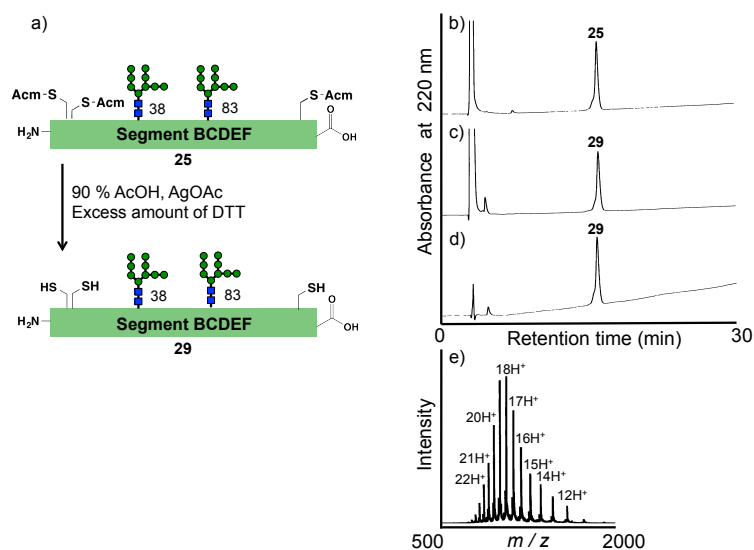 a)
Acm-S
S-Acm
38
83
S-Acm
H₂N
Segment BCDEF
O
OH
25
90 % AcOH, AgOAc
Excess amount of DTT
HS
SH
38
83
SH
H₂N
Segment BCDEF
O
OH
29
b)
25
c)
29
d)
29
Absorbance at 220 nm
0
Retention time (min)
30
e)
18H⁺
17H⁺
20H⁺
16H⁺
21H⁺
15H⁺
22H⁺
14H⁺
12H⁺
Intensity
500
m / z
2000